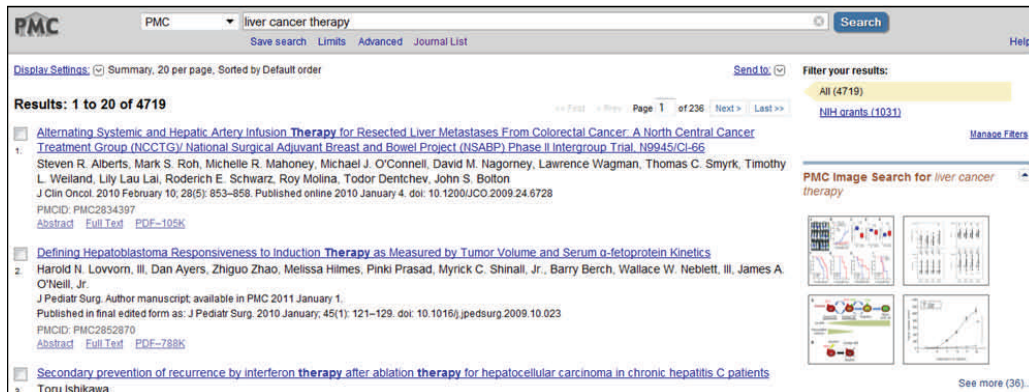 PMC
PMC
liver cancer therapy
Search
Save search Limits Advanced Journal List
Help
Display Settings: Summary, 20 per page, Sorted by Default order
Send to:
Results: 1 to 20 of 4719
<< First < Prev Page 1 of 236 Next > Last >>
Alternating Systemic and Hepatic Artery Infusion Therapy for Resected Liver Metastases From Colorectal Cancer: A North Central Cancer
1. Treatment Group (NCCTG)/ National Surgical Adjuvant Breast and Bowel Project (NSABP) Phase II Intergroup Trial, N9945/CI-66
Steven R. Alberts, Mark S. Roh, Michelle R. Mahoney, Michael J. O'Connell, David M. Nagorney, Lawrence Wagman, Thomas C. Smyrk, Timothy
L. Weiland, Lily Lau Lai, Roderich E. Schwarz, Roy Molina, Todor Dentchev, John S. Bolton
J Clin Oncol. 2010 February 10; 28(5): 853–858. Published online 2010 January 4. doi: 10.1200/JCO.2009.24.6728
PMCID: PMC2834397
Abstract Full Text PDF–105K
Defining Hepatoblastoma Responsiveness to Induction Therapy as Measured by Tumor Volume and Serum α-fetoprotein Kinetics
2. Harold N. Lovvorn, III, Dan Ayers, Zhiguo Zhao, Melissa Hilmes, Pinki Prasad, Myrick C. Shinall, Jr., Barry Berch, Wallace W. Neblett, III, James A.
O'Neill, Jr.
J Pediatr Surg. Author manuscript; available in PMC 2011 January 1.
Published in final edited form as: J Pediatr Surg. 2010 January; 45(1): 121–129. doi: 10.1016/j.jpedsurg.2009.10.023
PMCID: PMC2852870
Abstract Full Text PDF–788K
Secondary prevention of recurrence by interferon therapy after ablation therapy for hepatocellular carcinoma in chronic hepatitis C patients
3. Toru Ishikawa
Filter your results:
All (4719)
NIH grants (1031)
Manage Filters
PMC Image Search for liver cancer
therapy
See more (36)...